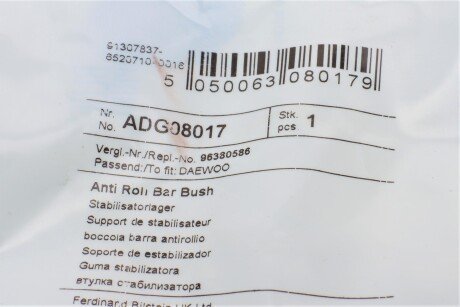 91307837-
6520710-0016
5 050063 080179
Nr.
No. ADG08017
Stk.
pcs 1
Vergl.-Nr./Repl.-No. 96380586
Passend:/To fit: DAEWOO
Anti Roll Bar Bush
Stabilisatorlager
Support de stabilisateur
boccola barra antirollio
Soporte de estabilizador
Guma stabilizatora
втулка стабилизатора
Ferdinand Bilstein UK Ltd